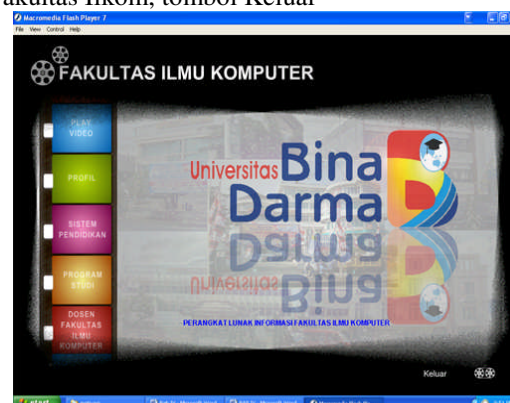 akultas Ilkom, tombol Keluar
Macromedia Flash Player 7
File View Control Help
FAKULTAS ILMU KOMPUTER
PLAY
VIDEO
PROFIL
SISTEM
PENDIDIKAN
PROGRAM
STUDI
DOSEN
FAKULTAS
ILMU
KOMPUTER
Universitas Bina
Darma
PERANGKAT LUNAK INFORMASI FAKULTAS ILMU KOMPUTER
Keluar
start